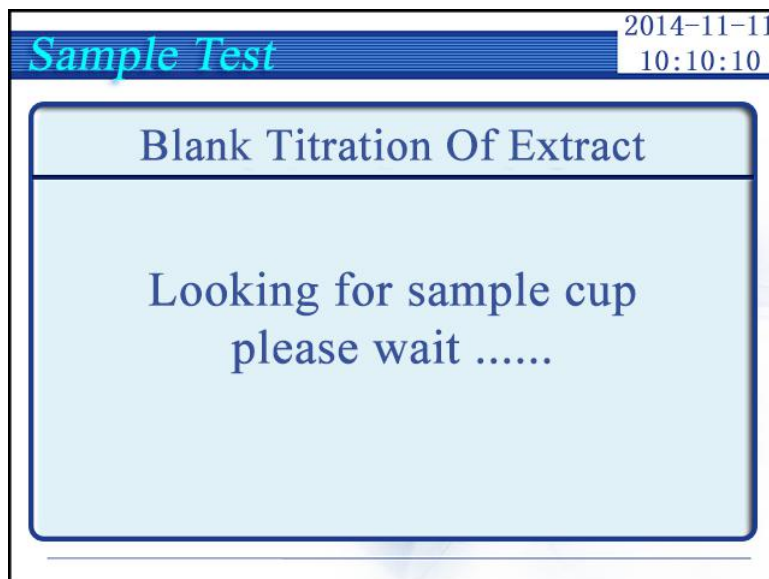 2014-11-11
Sample Test
10:10:10
Blank Titration Of Extract
Looking for sample cup
please wait ......